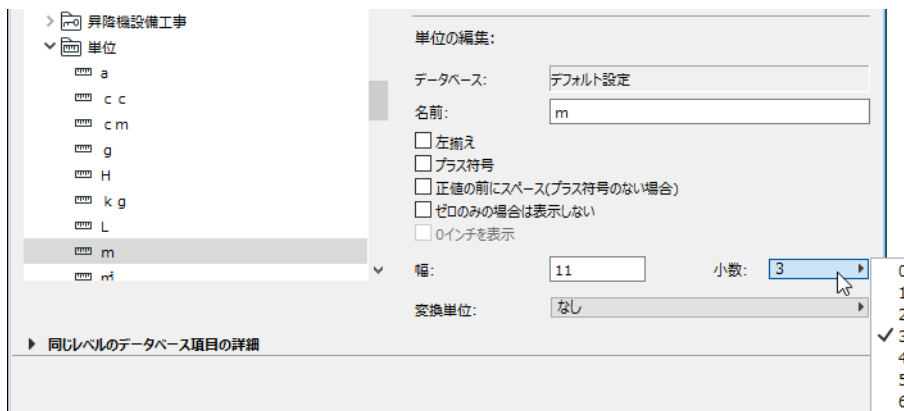 昇降機設備工事
単位
a
ｃｃ
ｃｍ
g
H
ｋｇ
L
m
㎡
単位の編集:
データベース:
デフォルト設定
名前:
m
左揃え
プラス符号
正値の前にスペース(プラス符号のない場合)
ゼロのみの場合は表示しない
0インチを表示
幅:
11
小数:
3
変換単位:
なし
0
1
2
3
4
5
6
同じレベルのデータベース項目の詳細